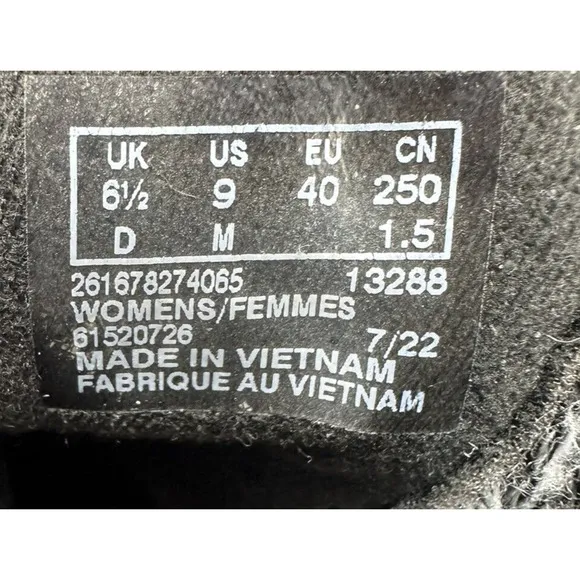 UK US EU CN
6½ 9 40 250
D M 1.5
261678274065 13288
WOMENS/FEMMES
61520726 7/22
MADE IN VIETNAM
FABRIQUE AU VIETNAM